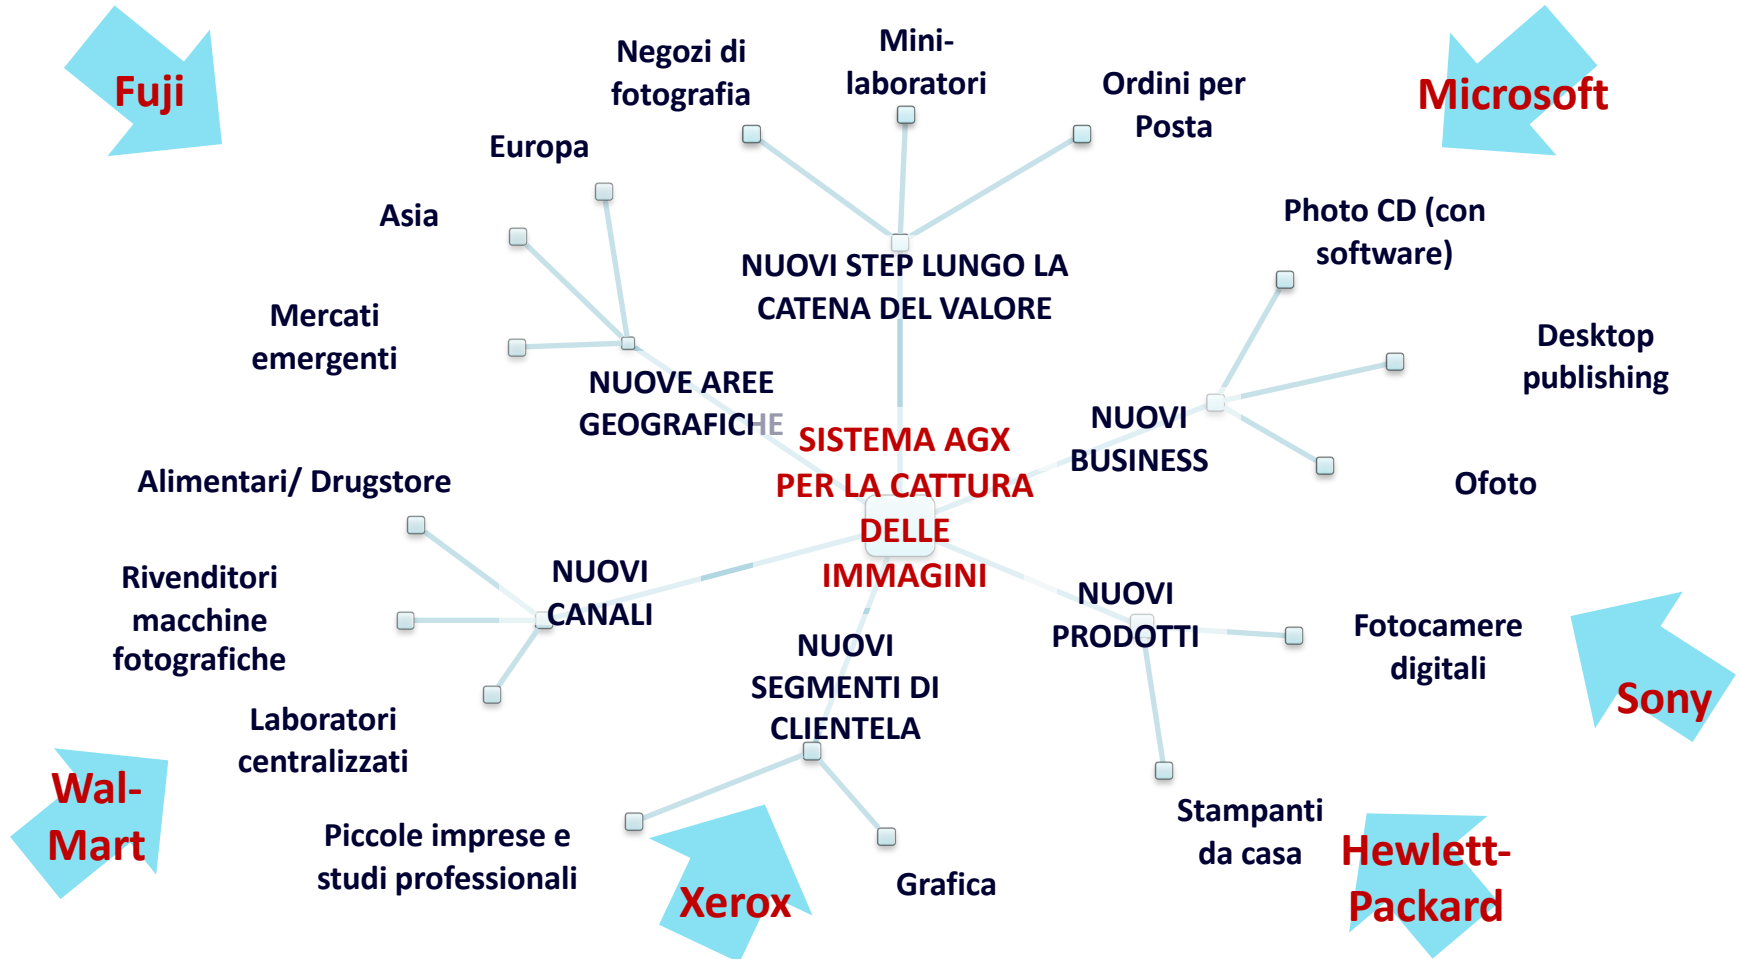 Fuji
Negozi di
fotografia
Mini-
laboratori
Ordini per
Posta
Microsoft
Europa
Asia
Mercati
emergenti
NUOVE AREE
GEOGRAFICHE
NUOVI STEP LUNGO LA
CATENA DEL VALORE
Photo CD (con
software)
Desktop
publishing
Ofoto
NUOVI
BUSINESS
SISTEMA AGX
PER LA CATTURA
DELLE
IMMAGINI
Alimentari/ Drugstore
Rivenditori
macchine
fotografiche
Laboratori
centralizzati
NUOVI
CANALI
NUOVI
SEGMENTI DI
CLIENTELA
NUOVI
PRODOTTI
Fotocamere
digitali
Sony
Wal-
Mart
Piccole imprese e
studi professionali
Xerox
Grafica
Stampanti
da casa
Hewlett-
Packard